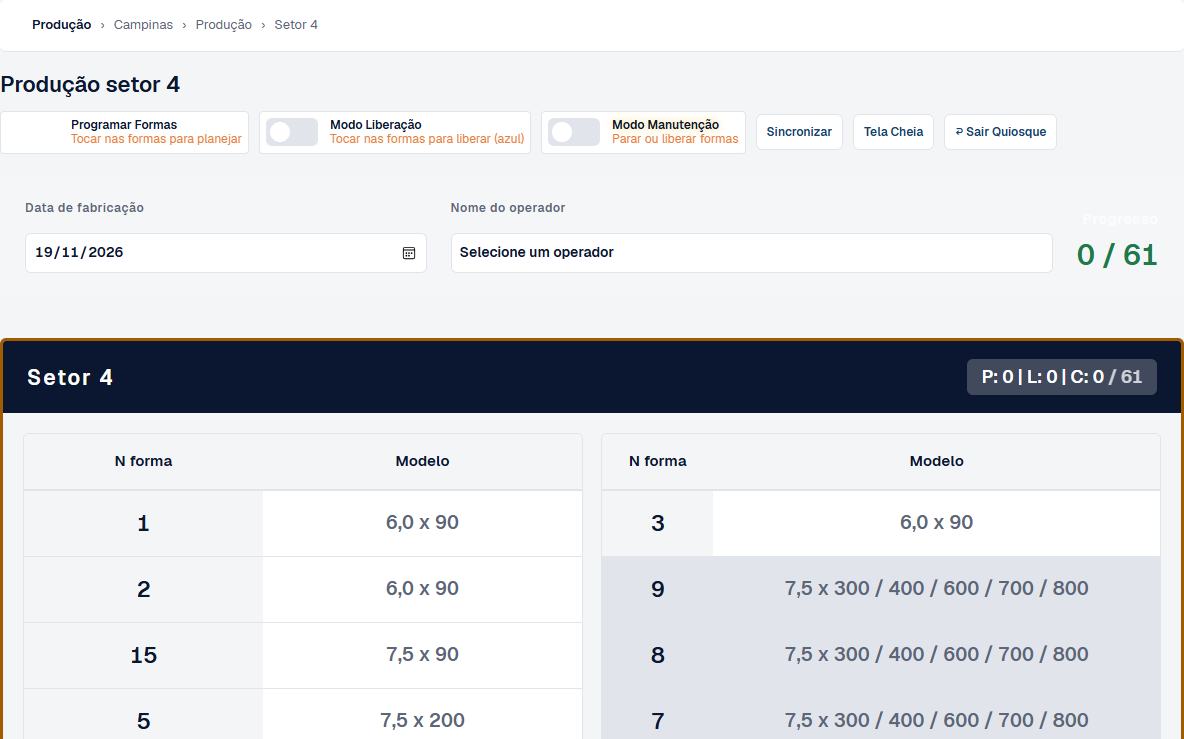 Produção › Campinas › Produção › Setor 4
Produção setor 4
Programar Formas
Tocar nas formas para planejar
Modo Liberação
Tocar nas formas para liberar (azul)
Modo Manutenção
Parar ou liberar formas
Sincronizar
Tela Cheia
Sair Quiosque
Data de fabricação
19/11/2026
Nome do operador
Selecione um operador
Progresso
0 / 61
Setor 4
P: 0 | L: 0 | C: 0 / 61
N forma Modelo
1 6,0 x 90
2 6,0 x 90
15 7,5 x 90
5 7,5 x 200
N forma Modelo
3 6,0 x 90
9 7,5 x 300 / 400 / 600 / 700 / 800
8 7,5 x 300 / 400 / 600 / 700 / 800
7 7,5 x 300 / 400 / 600 / 700 / 800